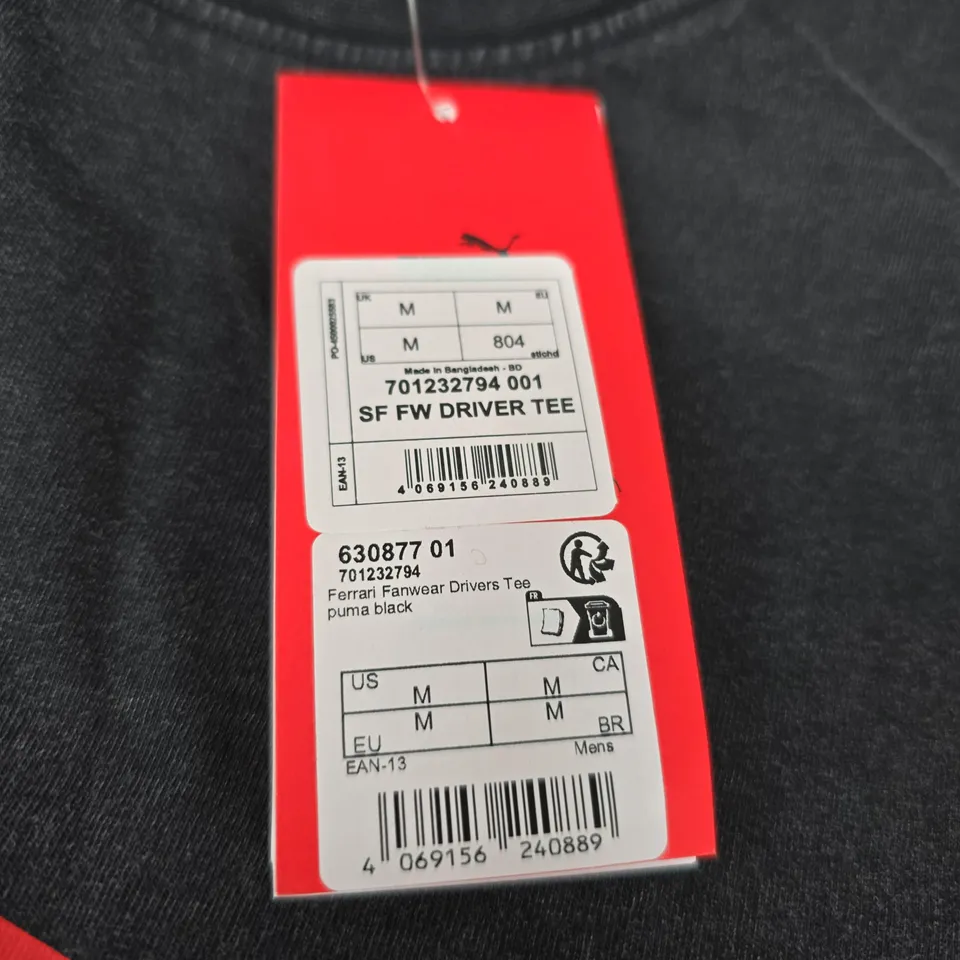 UK M M EU
US M 804 stichd
Made in Bangladesh - BD
701232794 001
SF FW DRIVER TEE
EAN-13
4 069156 240889
630877 01
701232794
Ferrari Fanwear Drivers Tee
puma black
FR
US M M CA
EU M M BR
EAN-13 Mens
4 069156 240889